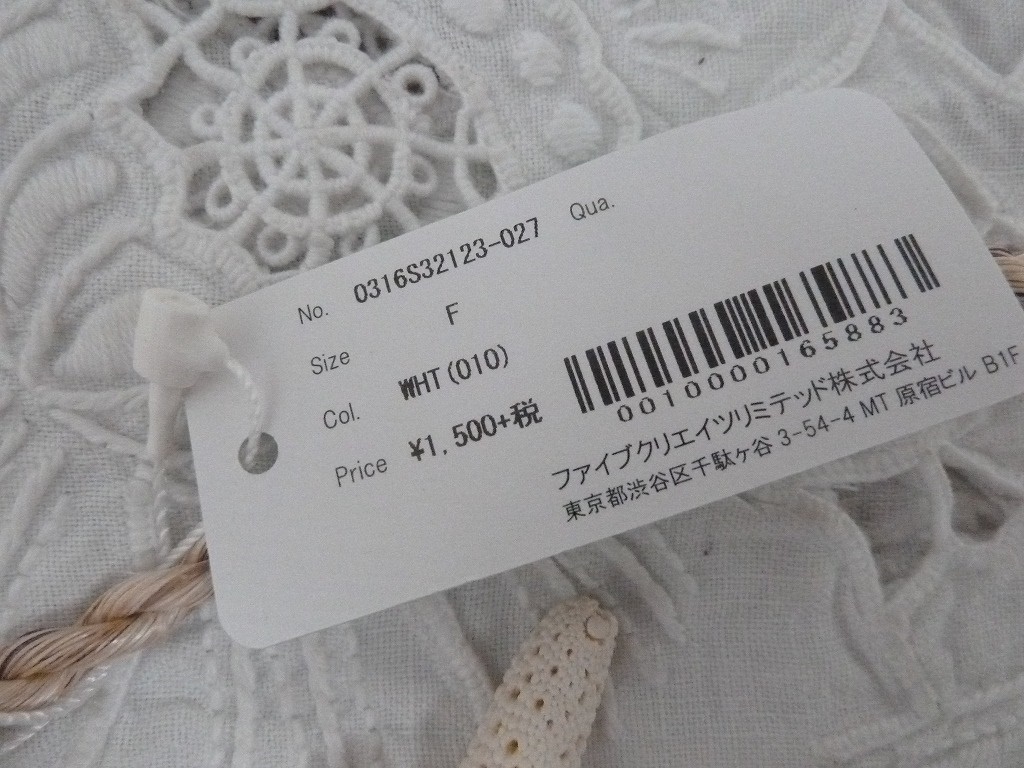 No. 0316S32123-027 Qua.
Size F
Col. WHT(010)
Price ¥1,500+税
0010000165883
ファイブクリエイツリミテッド株式会社
東京都渋谷区千駄ヶ谷 3-54-4 MT 原宿ビル B1F